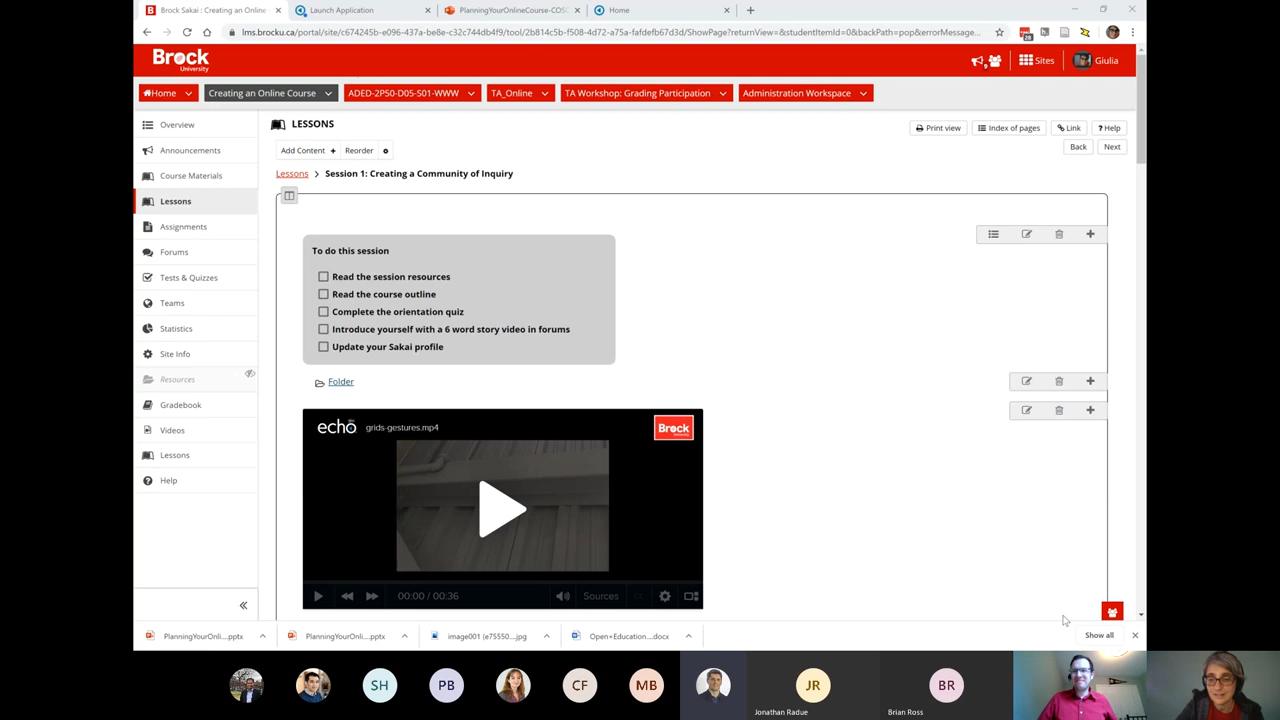 Brock Sakai : Creating an Online
Launch Application
PlanningYourOnlineCourse-COSC
Home
lms.brocku.ca/portal/site/c674245b-e096-437a-be8e-c32c744db4f9/tool/2b814c5b-f508-4d72-a75a-fafdefb67d3d/ShowPage?returnView=&studentItemId=0&backPath=pop&errorMessage...
28
Brock
University
Sites
Giulia
Home
Creating an Online Course
ADED-2P50-D05-S01-WWW
TA_Online
TA Workshop: Grading Participation
Administration Workspace
Overview
Announcements
Course Materials
Lessons
Assignments
Forums
Tests & Quizzes
Teams
Statistics
Site Info
Resources
Gradebook
Videos
Lessons
Help
LESSONS
Print view
Index of pages
Link
? Help
Add Content +
Reorder
Back
Next
Lessons > Session 1: Creating a Community of Inquiry
To do this session
Read the session resources
Read the course outline
Complete the orientation quiz
Introduce yourself with a 6 word story video in forums
Update your Sakai profile
Folder
echo
grids-gestures.mp4
Brock
University
00:00 / 00:36
Sources
PlanningYourOnli....pptx
PlanningYourOnli....pptx
image001 (e75550....jpg
Open+Education....docx
Show all
SH
PB
CF
MB
JR
Jonathan Radue
BR
Brian Ross